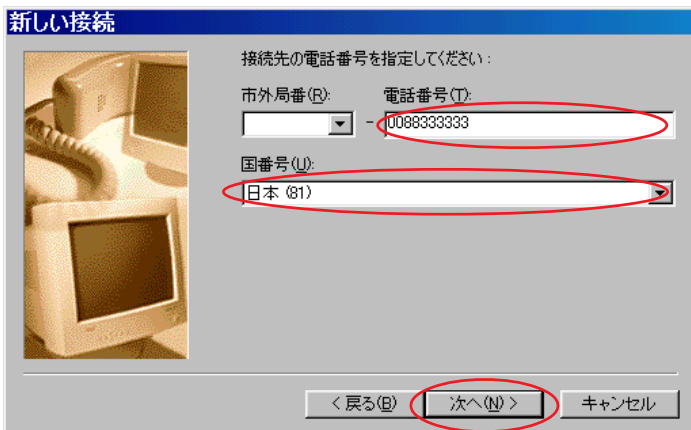 新しい接続
接続先の電話番号を指定してください:
市外局番(R): 電話番号(T):
- 0088333333
国番号(U):
日本 (81)
< 戻る(B) 次へ(N) > キャンセル